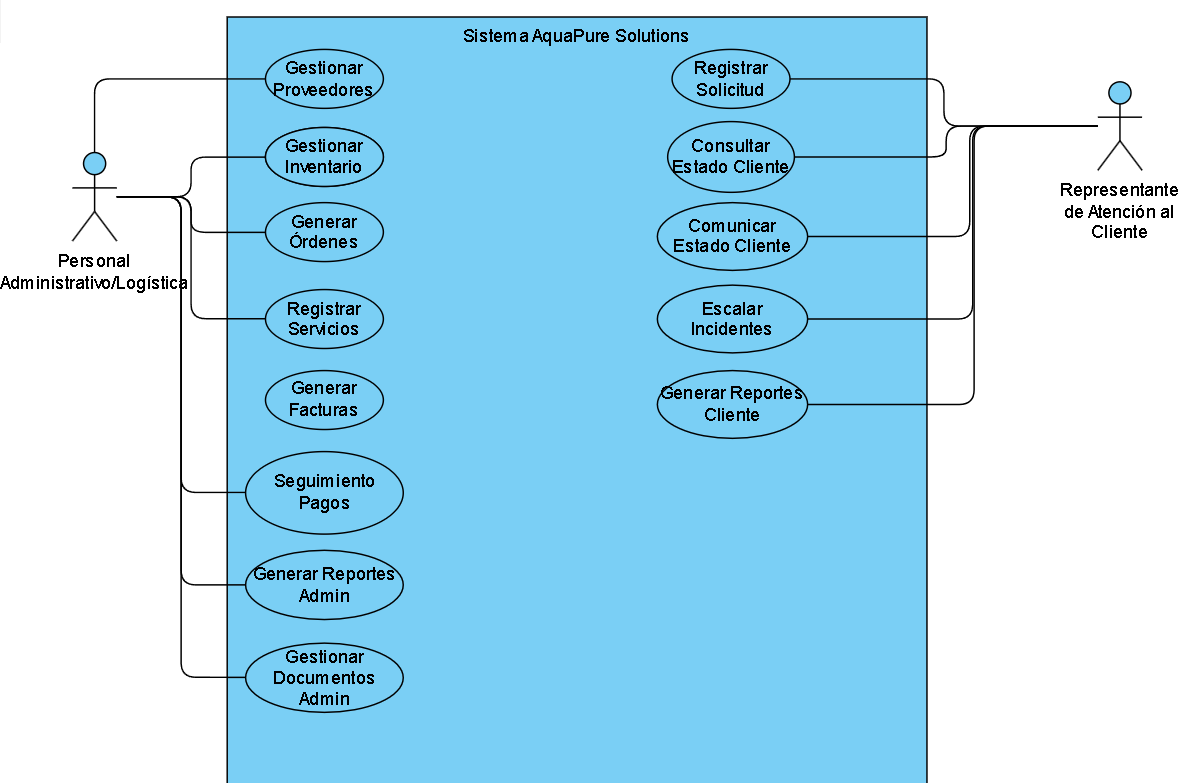 Sistema AquaPure Solutions
Gestionar
Proveedores
Gestionar
Inventario
Generar
Órdenes
Registrar
Servicios
Generar
Facturas
Seguimiento
Pagos
Generar Reportes
Admin
Gestionar
Documentos
Admin
Registrar
Solicitud
Consultar
Estado Cliente
Comunicar
Estado Cliente
Escalar
Incidentes
Generar Reportes
Cliente
Personal
Administrativo/Logística
Representante
de Atención al
Cliente